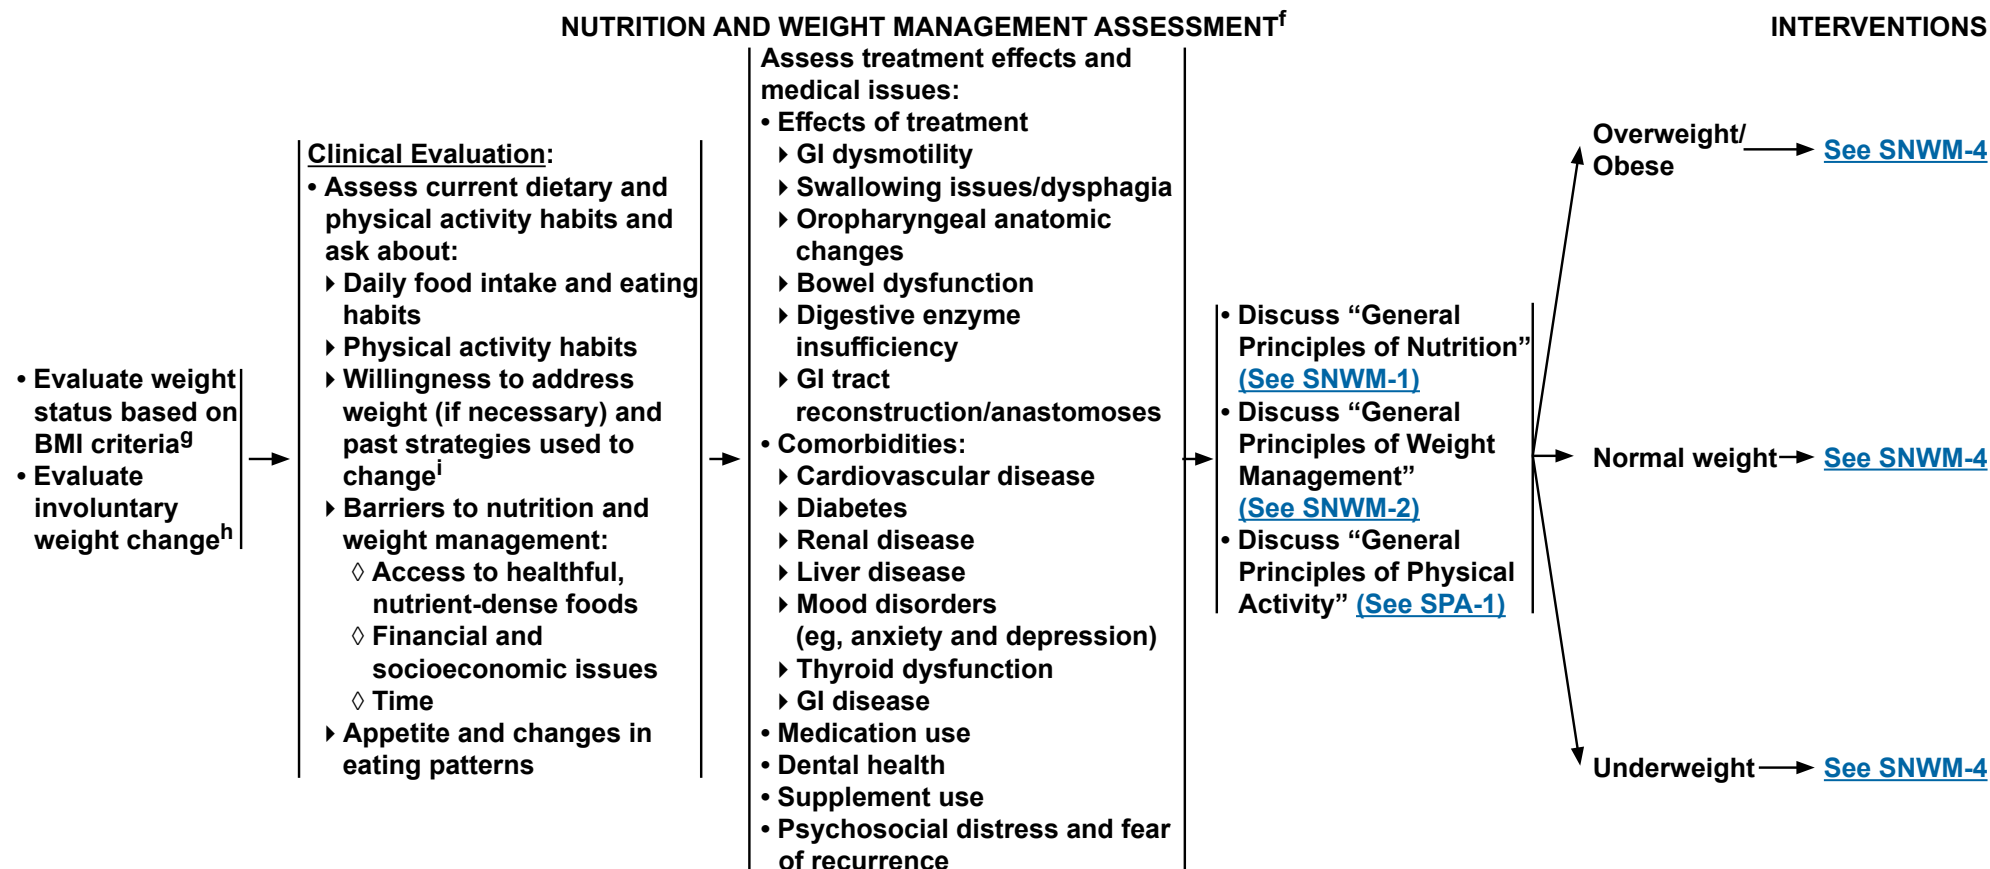 NUTRITION AND WEIGHT MANAGEMENT ASSESSMENTf
INTERVENTIONS
• Evaluate weight
status based on
BMI criteriag
• Evaluate
involuntary
weight changeh
Clinical Evaluation:
• Assess current dietary and
physical activity habits and
ask about:
‣ Daily food intake and eating
habits
‣ Physical activity habits
‣ Willingness to address
weight (if necessary) and
past strategies used to
changei
‣ Barriers to nutrition and
weight management:
◊ Access to healthful,
nutrient-dense foods
◊ Financial and
socioeconomic issues
◊ Time
‣ Appetite and changes in
eating patterns
Assess treatment effects and
medical issues:
• Effects of treatment
‣ GI dysmotility
‣ Swallowing issues/dysphagia
‣ Oropharyngeal anatomic
changes
‣ Bowel dysfunction
‣ Digestive enzyme
insufficiency
‣ GI tract
reconstruction/anastomoses
• Comorbidities:
‣ Cardiovascular disease
‣ Diabetes
‣ Renal disease
‣ Liver disease
‣ Mood disorders
(eg, anxiety and depression)
‣ Thyroid dysfunction
‣ GI disease
• Medication use
• Dental health
• Supplement use
• Psychosocial distress and fear
of recurrence
• Discuss “General
Principles of Nutrition”
(See SNWM-1)
• Discuss “General
Principles of Weight
Management”
(See SNWM-2)
• Discuss “General
Principles of Physical
Activity” (See SPA-1)
Overweight/
Obese
See SNWM-4
Normal weight
See SNWM-4
Underweight
See SNWM-4